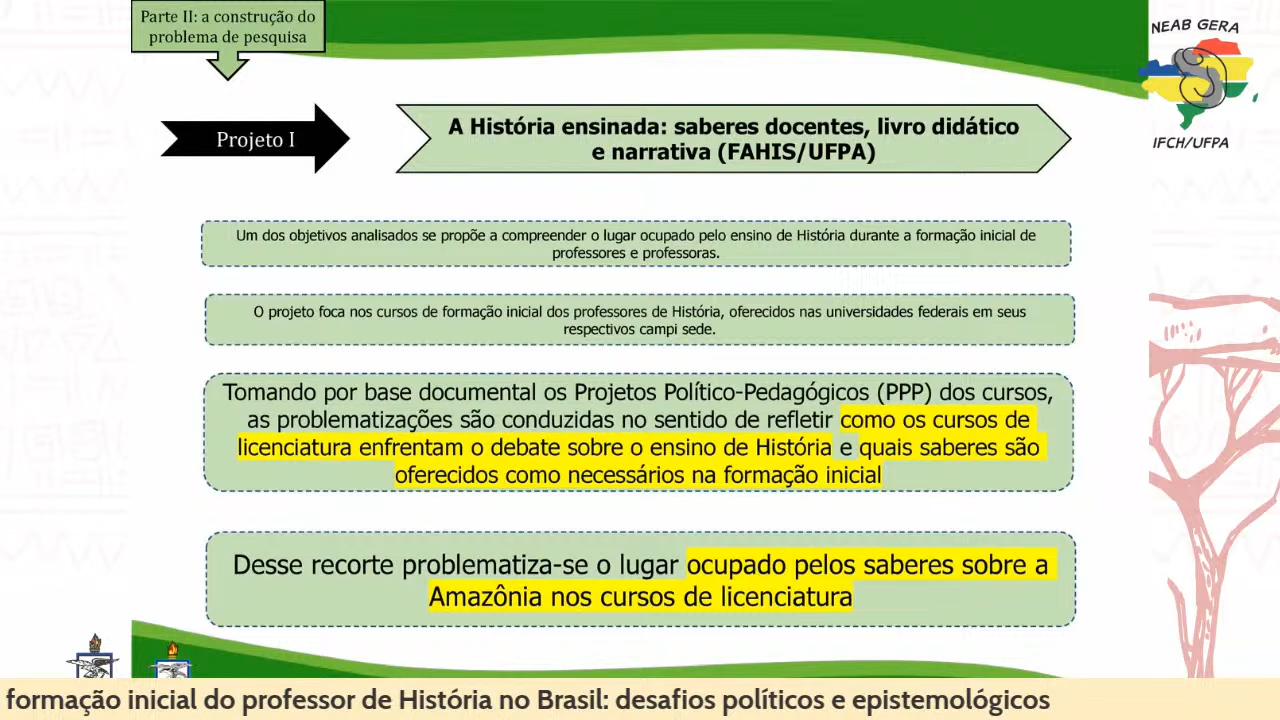 Parte II: a construção do
problema de pesquisa
NEAB GERA
IFCH/UFPA
Projeto I
A História ensinada: saberes docentes, livro didático
e narrativa (FAHIS/UFPA)
Um dos objetivos analisados se propõe a compreender o lugar ocupado pelo ensino de História durante a formação inicial de
professores e professoras.
O projeto foca nos cursos de formação inicial dos professores de História, oferecidos nas universidades federais em seus
respectivos campi sede.
Tomando por base documental os Projetos Político-Pedagógicos (PPP) dos cursos,
as problematizações são conduzidas no sentido de refletir como os cursos de
licenciatura enfrentam o debate sobre o ensino de História e quais saberes são
oferecidos como necessários na formação inicial
Desse recorte problematiza-se o lugar ocupado pelos saberes sobre a
Amazônia nos cursos de licenciatura
formação inicial do professor de História no Brasil: desafios políticos e epistemológicos